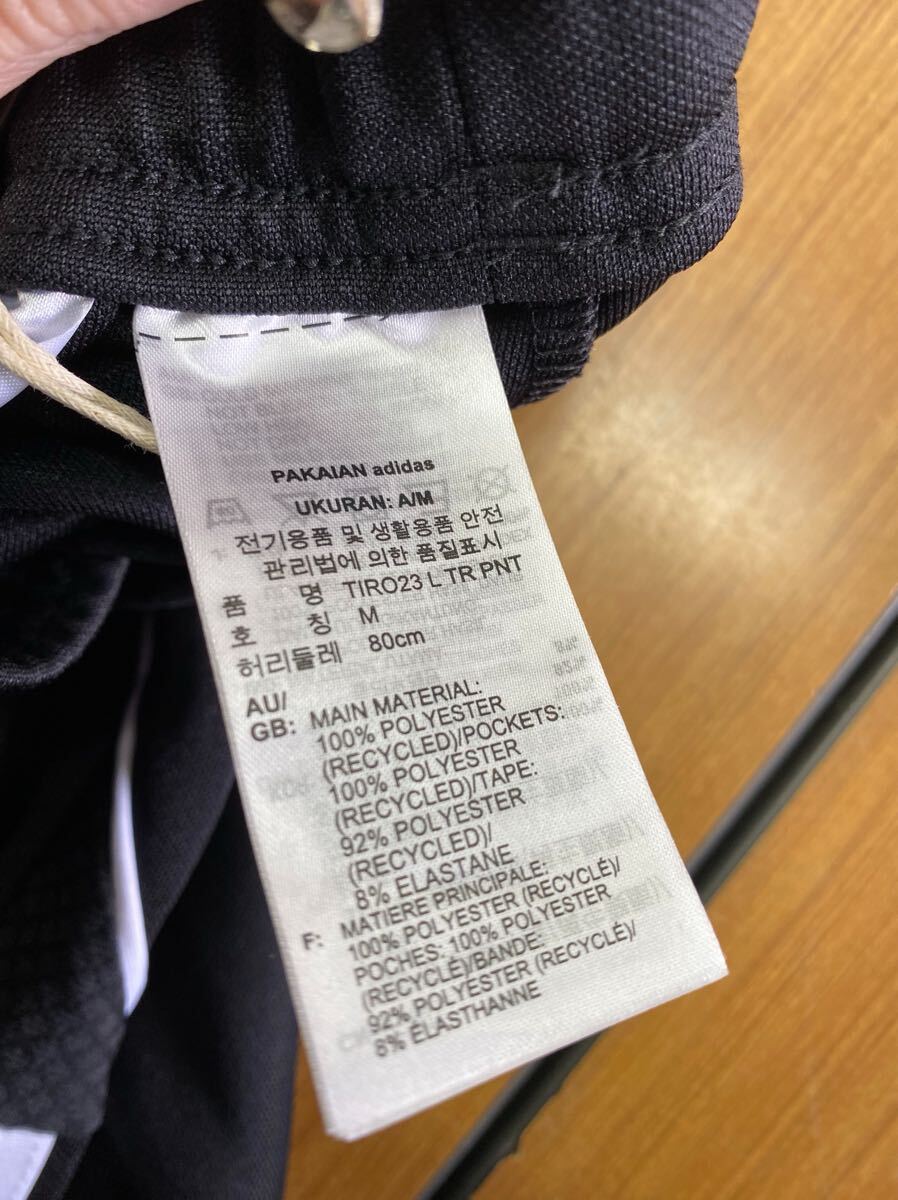 PAKAIAN adidas
UKURAN: A/M
전기용품 및 생활용품 안전
관리법에 의한 품질표시
품 명 TIRO23 L TR PNT
호 칭 M
허리둘레 80cm
AU/
GB: MAIN MATERIAL:
100% POLYESTER
(RECYCLED)/POCKETS:
100% POLYESTER
(RECYCLED)/TAPE:
92% POLYESTER
(RECYCLED)/
8% ELASTANE
F: MATIERE PRINCIPALE:
100% POLYESTER (RECYCLÉ)/
POCHES: 100% POLYESTER
(RECYCLÉ)/BANDE:
92% POLYESTER (RECYCLÉ)/
8% ÉLASTHANNE